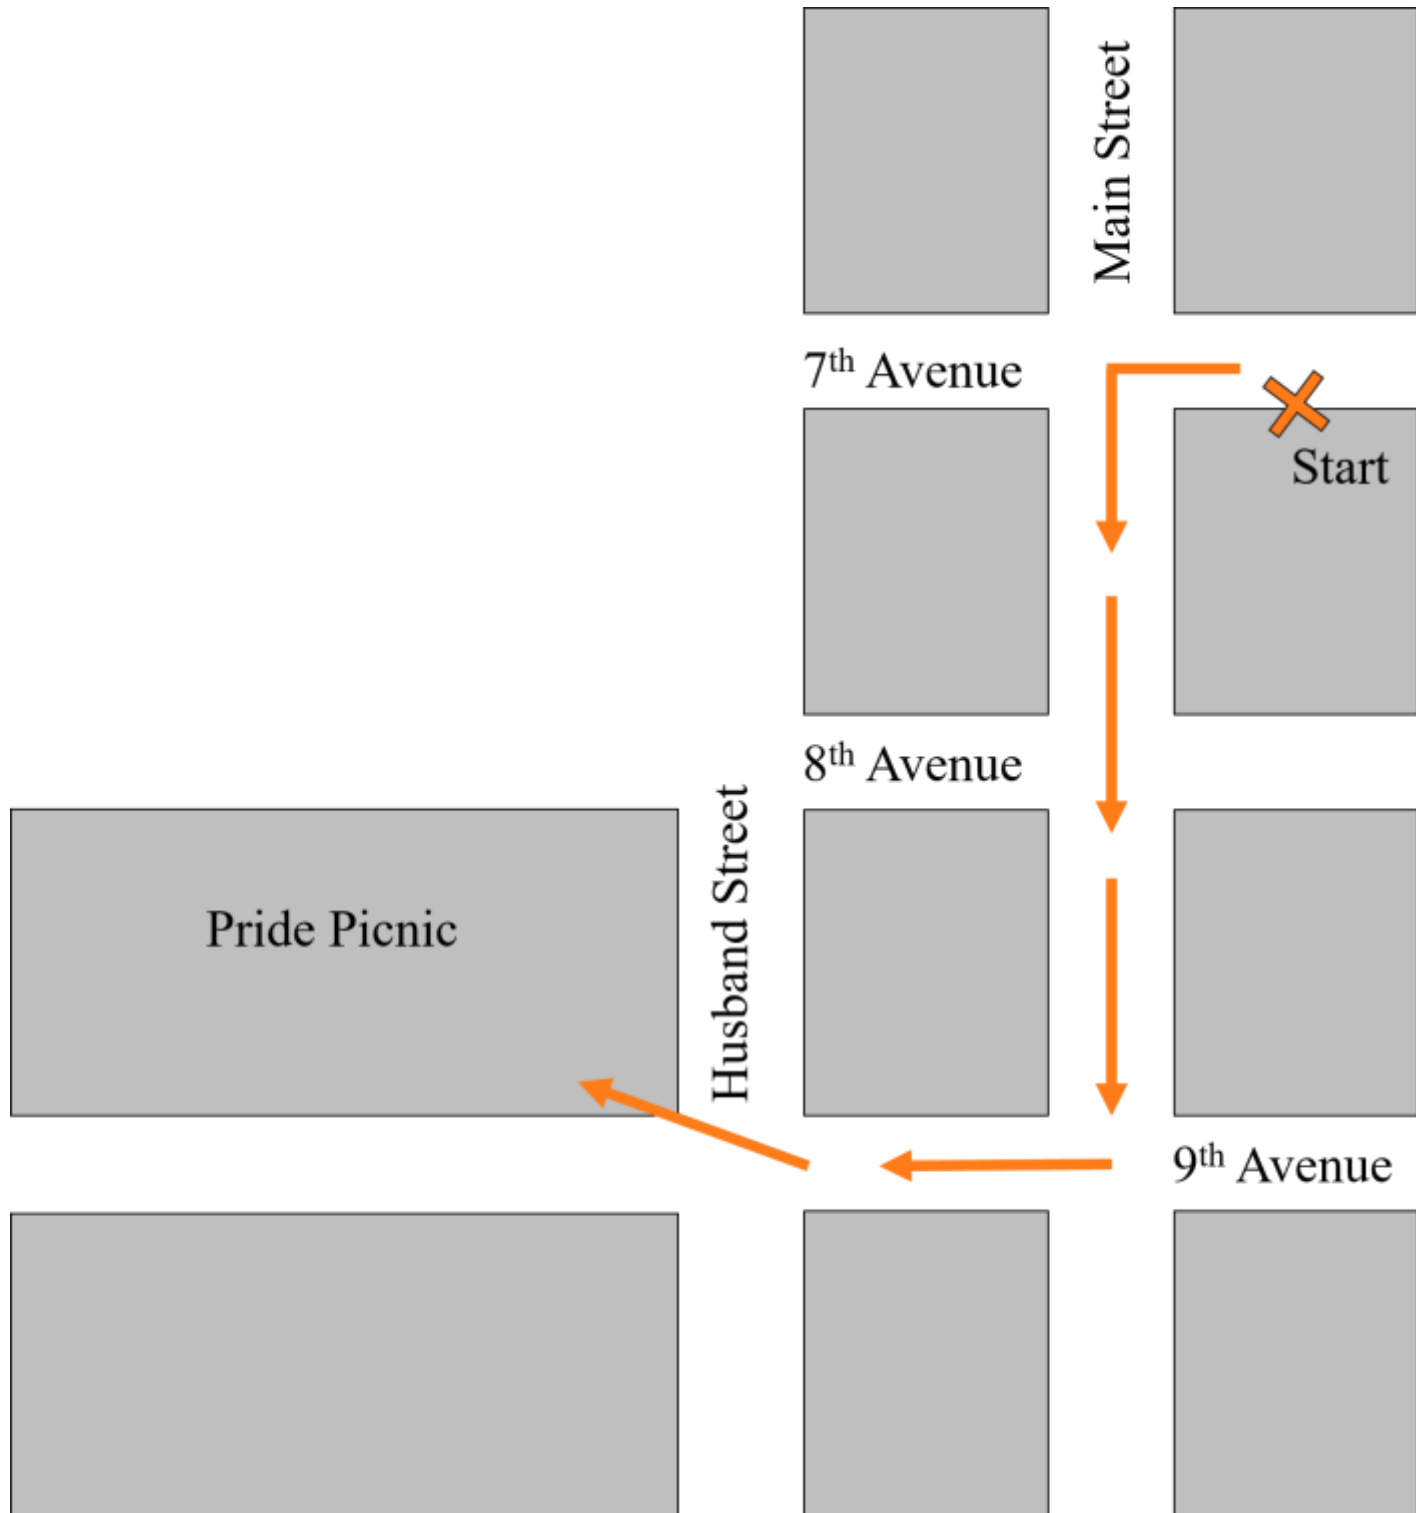 Main Street
7th Avenue
Start
8th Avenue
Husband Street
Pride Picnic
9th Avenue